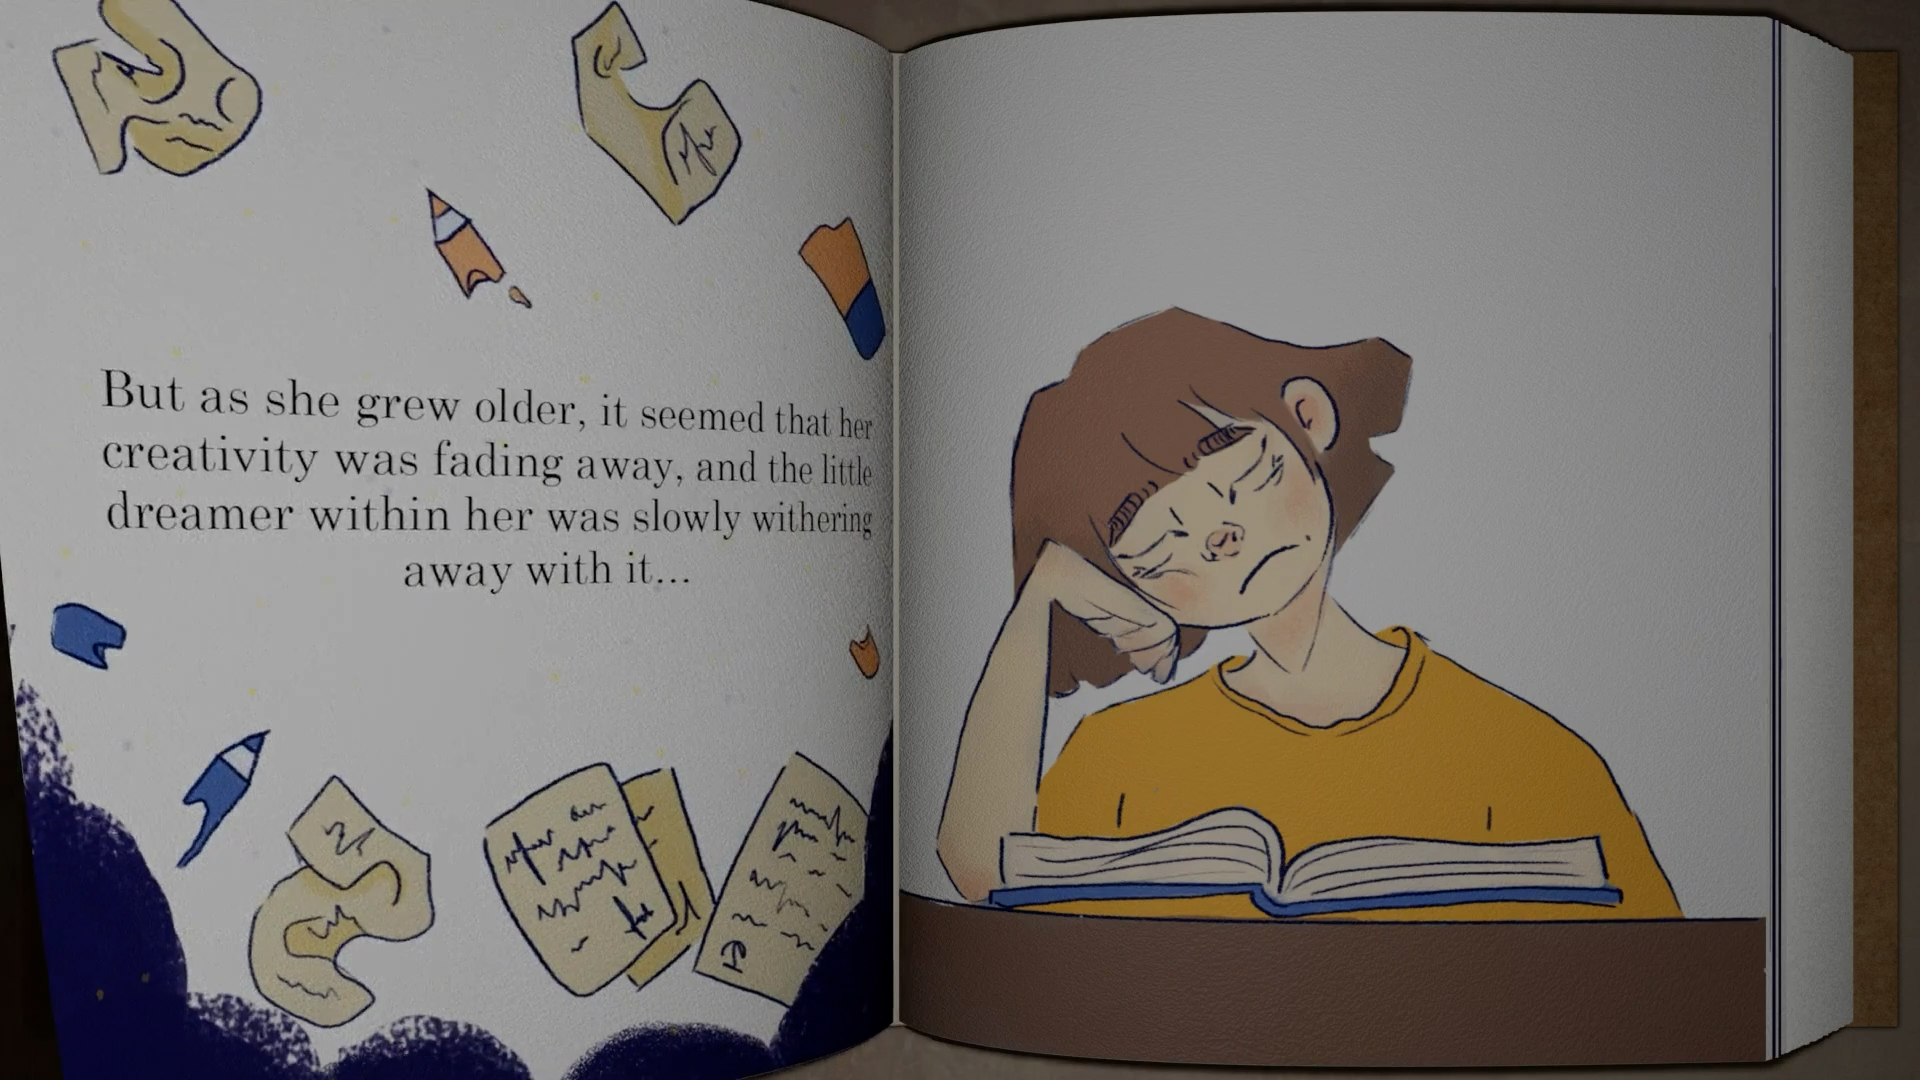 But as she grew older, it seemed that her
creativity was fading away, and the little
dreamer within her was slowly withering
away with it...